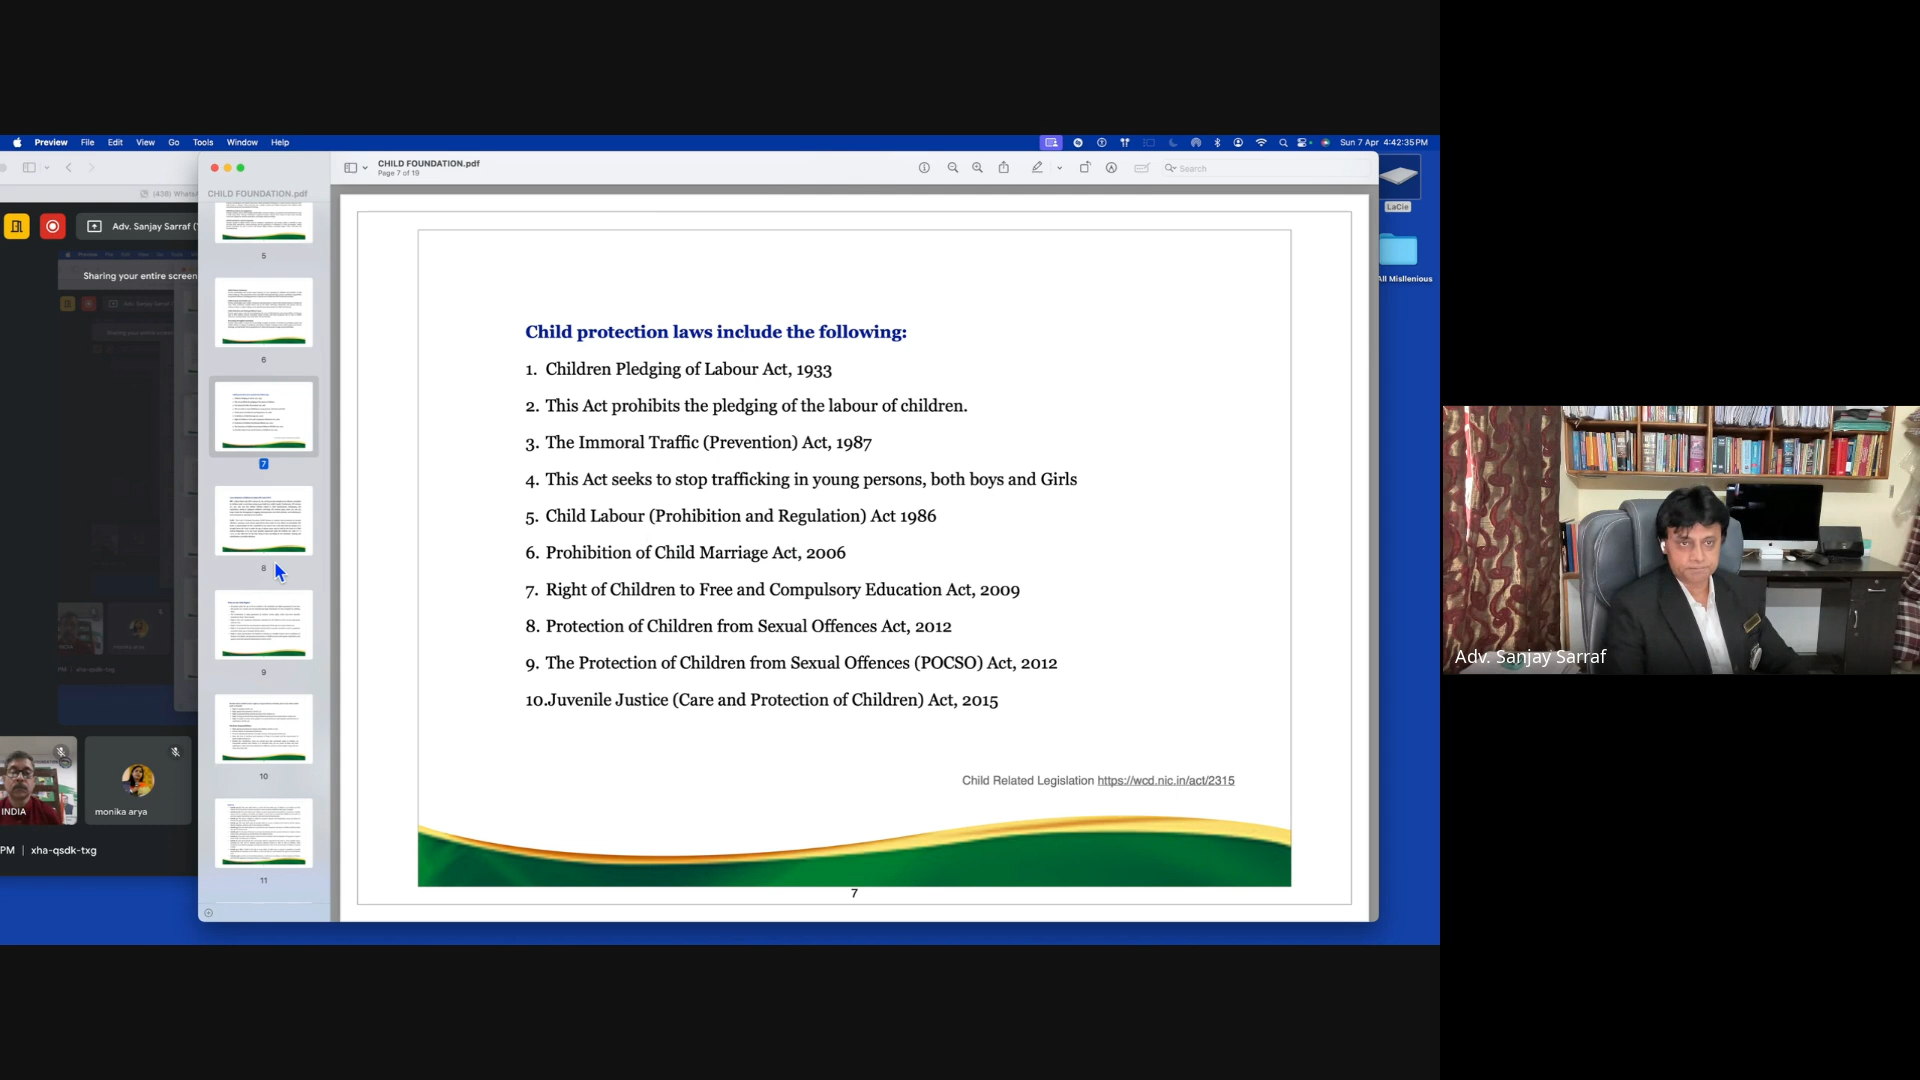 Preview File Edit View Go Tools Window Help
Sun 7 Apr 4:42:35 PM
CHILD FOUNDATION.pdf
Page 7 of 19
Search
CHILD FOUNDATION.pdf
(438)
Adv. Sanjay Sarraf
Sharing your entire screen
5
6
7
8
9
10
11
LaCie
All Misllenious
Child protection laws include the following:
1. Children Pledging of Labour Act, 1933
2. This Act prohibits the pledging of the labour of children.
3. The Immoral Traffic (Prevention) Act, 1987
4. This Act seeks to stop trafficking in young persons, both boys and Girls
5. Child Labour (Prohibition and Regulation) Act 1986
6. Prohibition of Child Marriage Act, 2006
7. Right of Children to Free and Compulsory Education Act, 2009
8. Protection of Children from Sexual Offences Act, 2012
9. The Protection of Children from Sexual Offences (POCSO) Act, 2012
10.Juvenile Justice (Care and Protection of Children) Act, 2015
Child Related Legislation https://wcd.nic.in/act/2315
7
INDIA
monika arya
PM | xha-qsdk-txg
Adv. Sanjay Sarraf